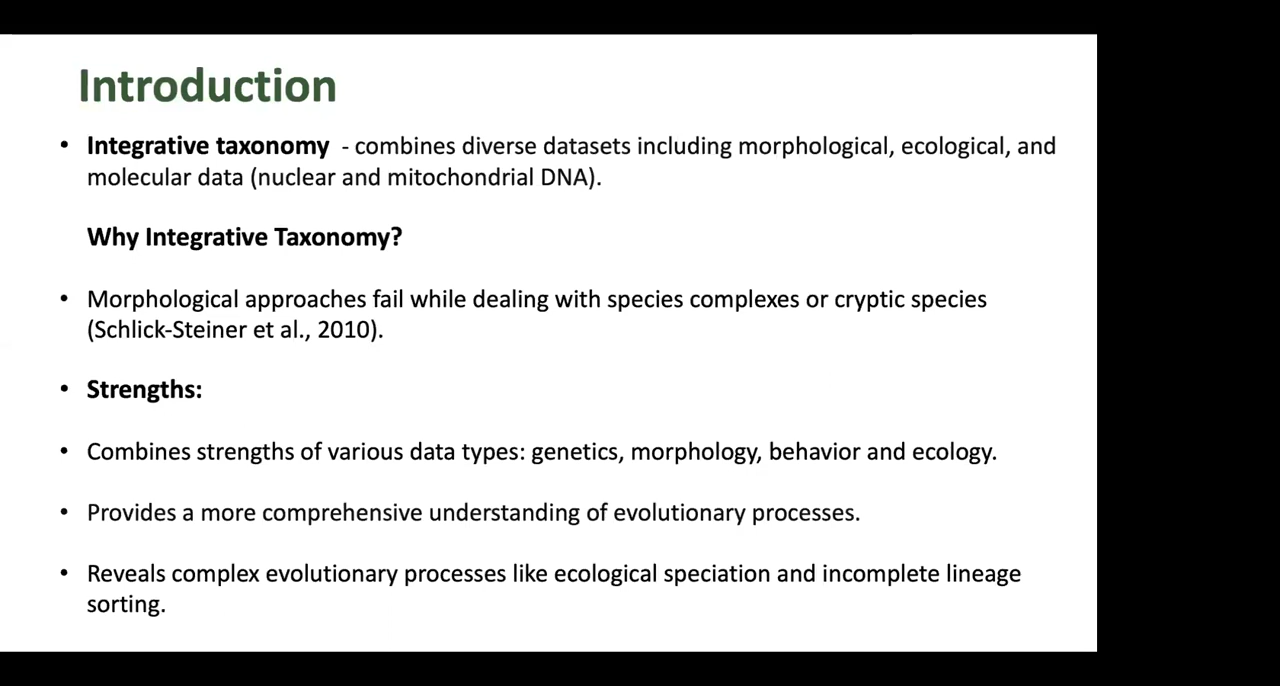 Introduction
• Integrative taxonomy - combines diverse datasets including morphological, ecological, and
molecular data (nuclear and mitochondrial DNA).
Why Integrative Taxonomy?
• Morphological approaches fail while dealing with species complexes or cryptic species
(Schlick-Steiner et al., 2010).
• Strengths:
• Combines strengths of various data types: genetics, morphology, behavior and ecology.
• Provides a more comprehensive understanding of evolutionary processes.
• Reveals complex evolutionary processes like ecological speciation and incomplete lineage
sorting.